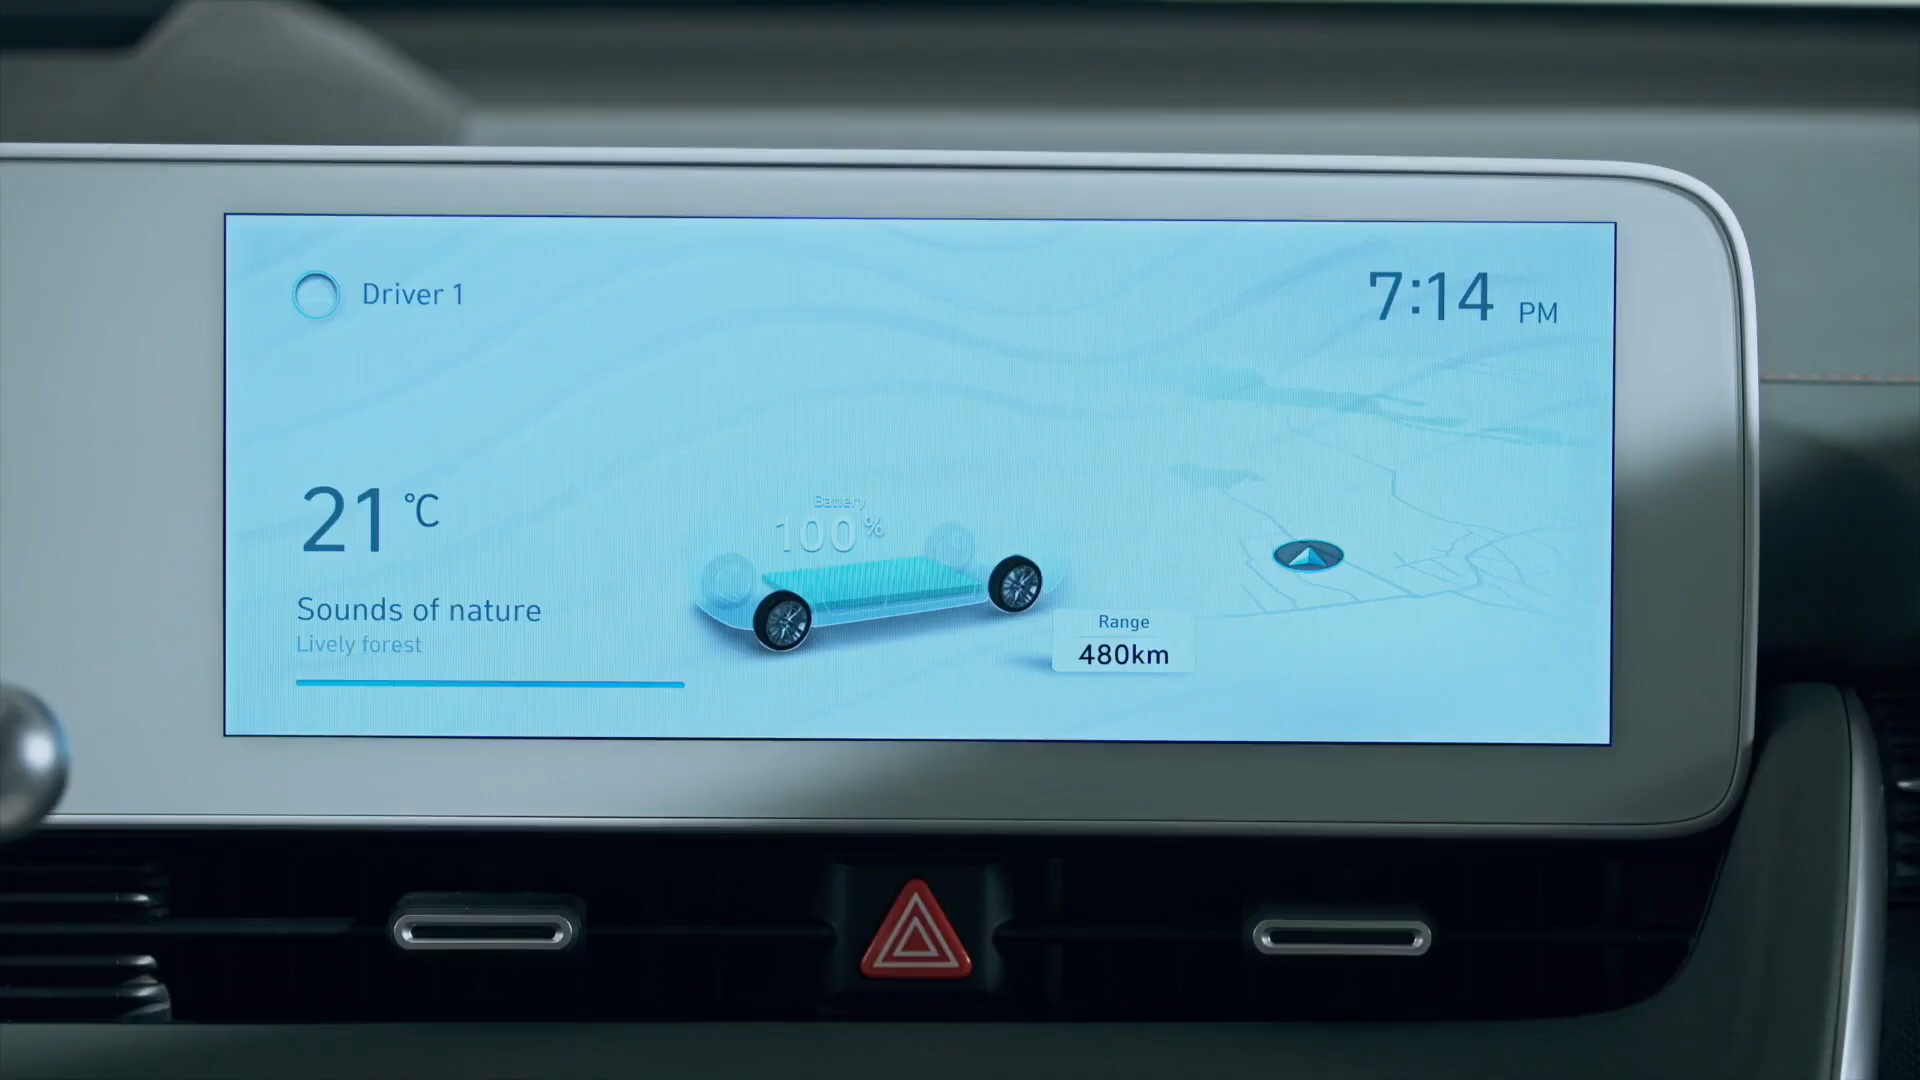 Driver 1
7:14 PM
21 °C
Battery
100%
Sounds of nature
Lively forest
Range
480km